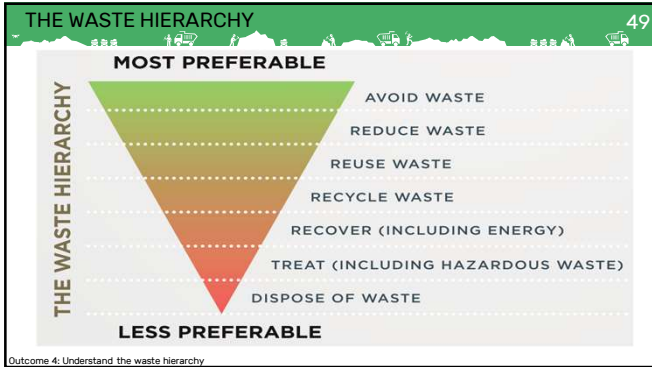 THE WASTE HIERARCHY
49
MOST PREFERABLE
THE WASTE HIERARCHY
AVOID WASTE
REDUCE WASTE
REUSE WASTE
RECYCLE WASTE
RECOVER (INCLUDING ENERGY)
TREAT (INCLUDING HAZARDOUS WASTE)
DISPOSE OF WASTE
LESS PREFERABLE
Outcome 4: Understand the waste hierarchy